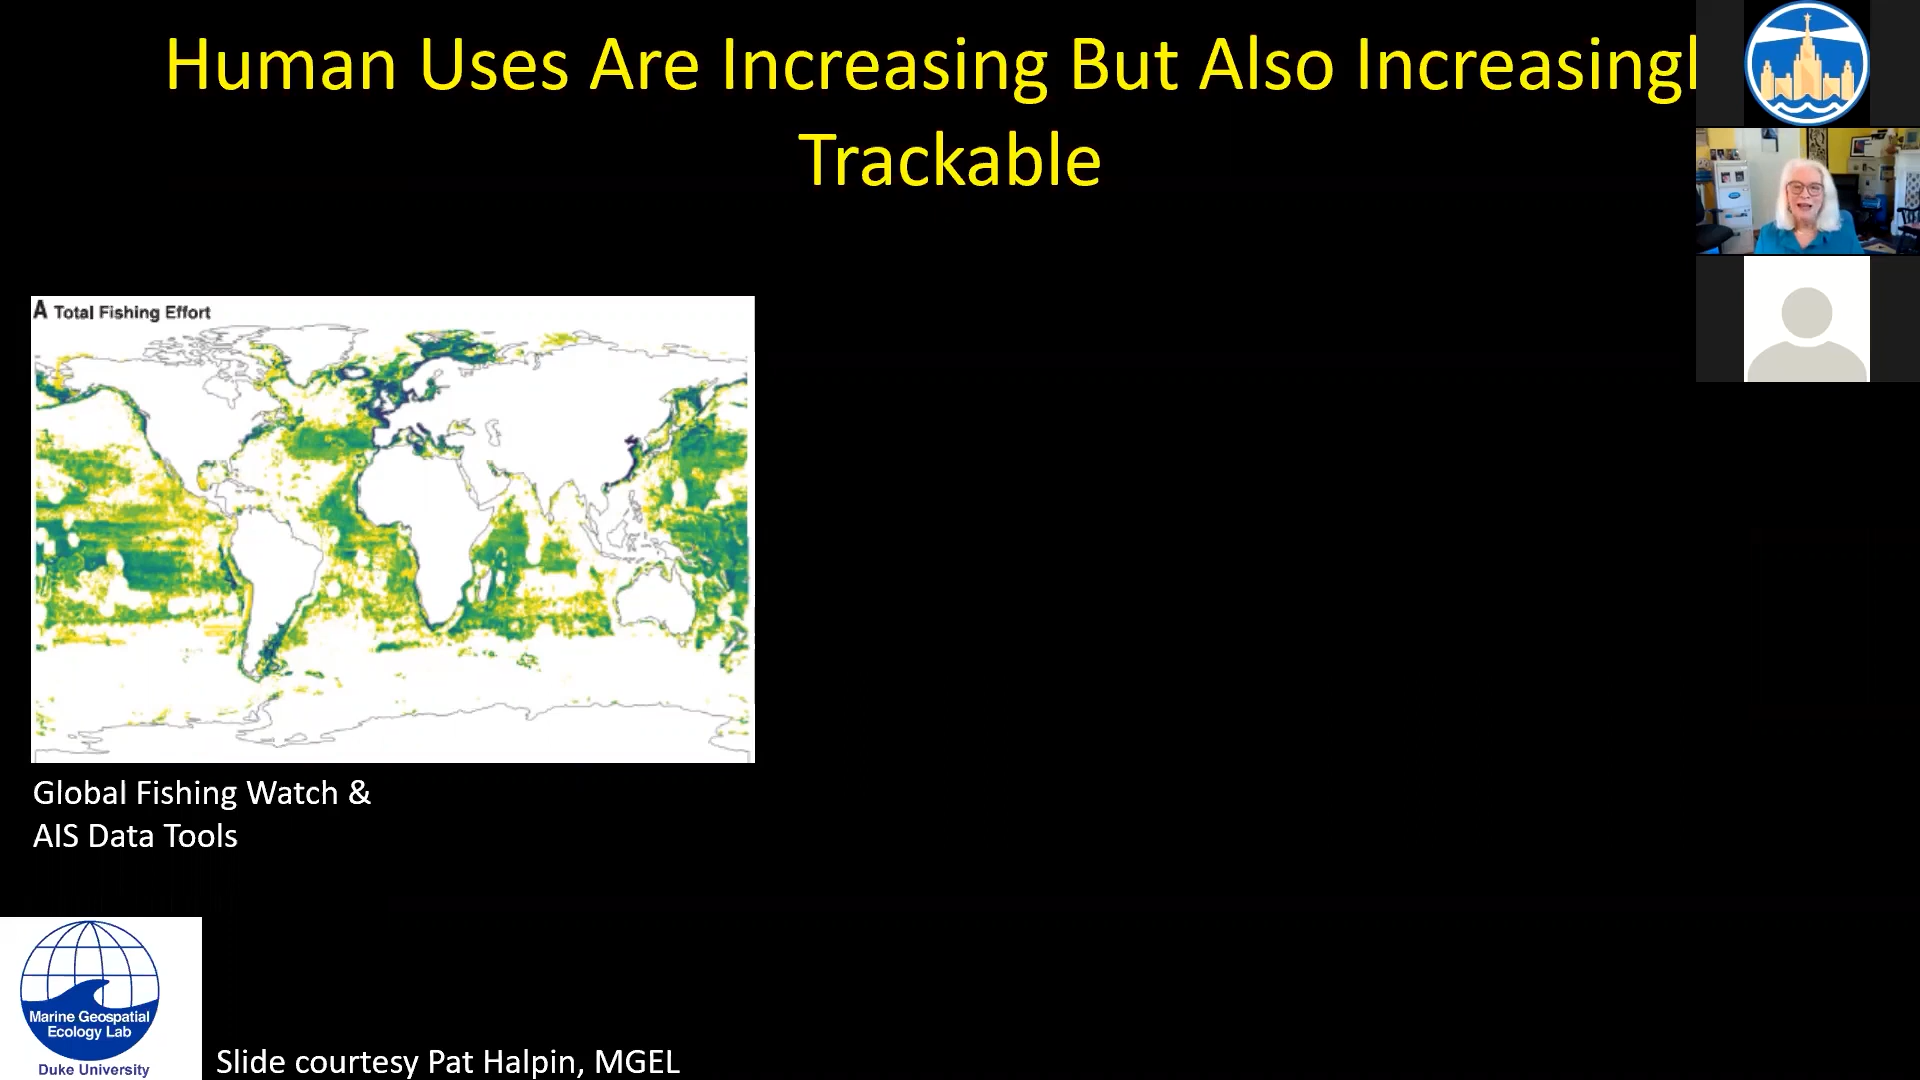 Human Uses Are Increasing But Also Increasingl
Trackable
A Total Fishing Effort
Global Fishing Watch &
AIS Data Tools
Marine Geospatial
Ecology Lab
Duke University
Slide courtesy Pat Halpin, MGEL